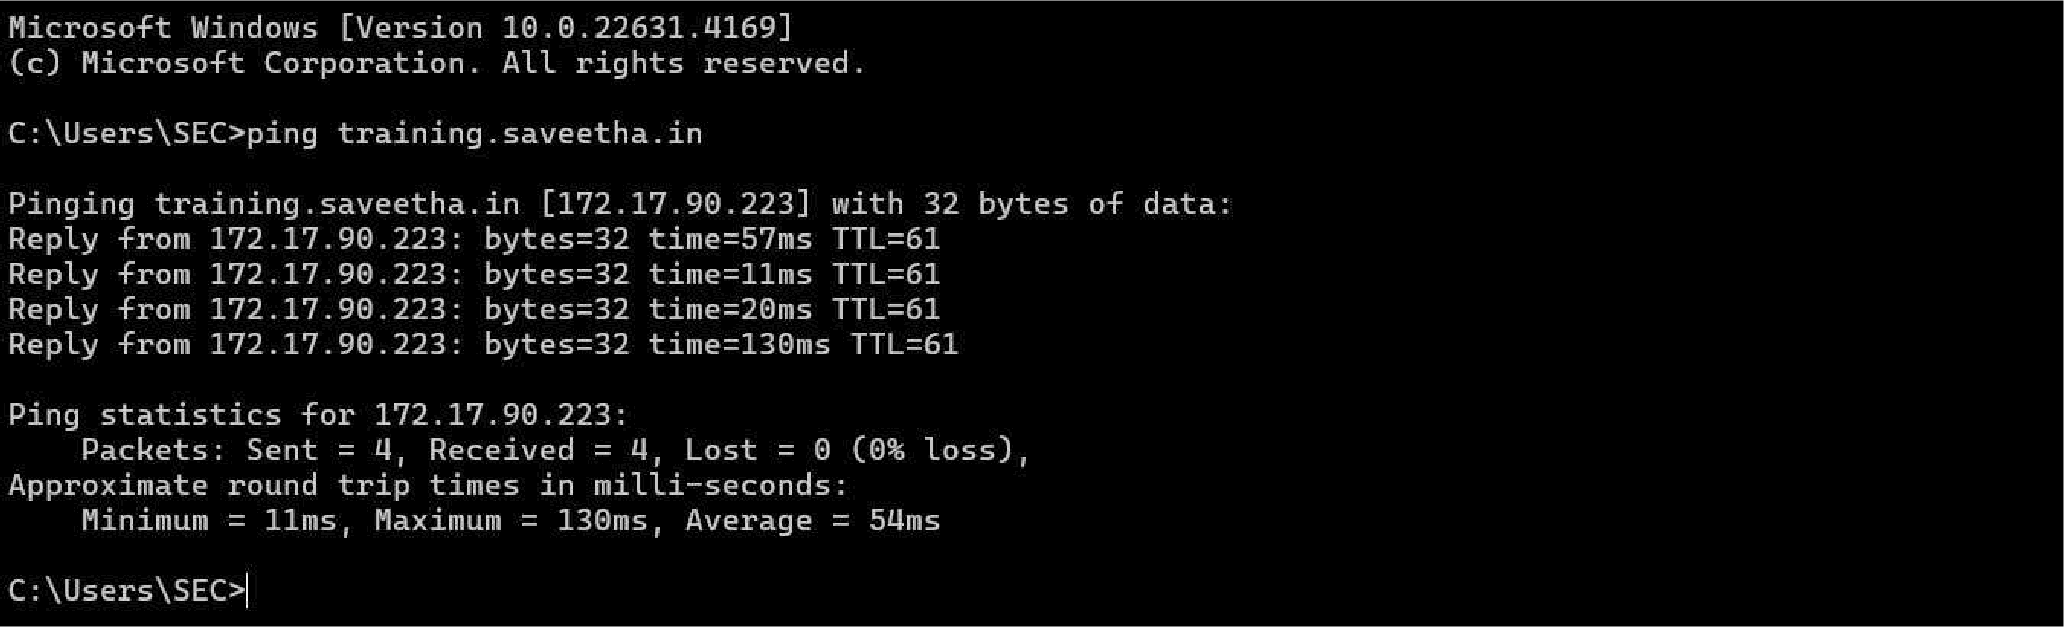 Microsoft Windows [Version 10.0.22631.4169]
(c) Microsoft Corporation. All rights reserved.
C:\Users\SEC>ping training.saveetha.in
Pinging training.saveetha.in [172.17.90.223] with 32 bytes of data:
Reply from 172.17.90.223: bytes=32 time=57ms TTL=61
Reply from 172.17.90.223: bytes=32 time=11ms TTL=61
Reply from 172.17.90.223: bytes=32 time=20ms TTL=61
Reply from 172.17.90.223: bytes=32 time=130ms TTL=61
Ping statistics for 172.17.90.223:
    Packets: Sent = 4, Received = 4, Lost = 0 (0% loss),
Approximate round trip times in milli-seconds:
    Minimum = 11ms, Maximum = 130ms, Average = 54ms
C:\Users\SEC>